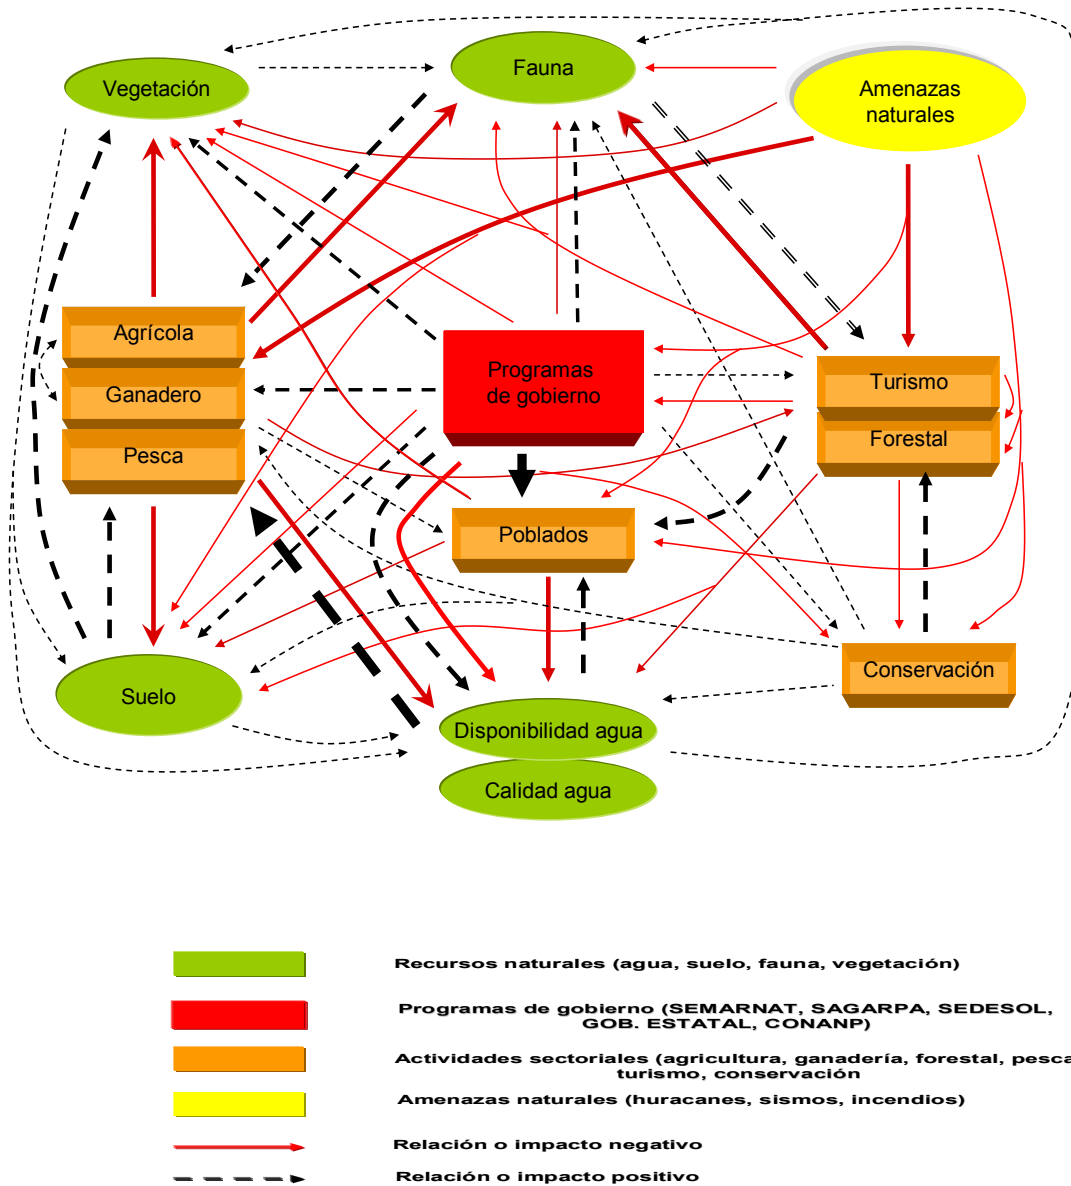 Vegetación
Fauna
Amenazas
naturales
Agrícola
Ganadero
Pesca
Programas
de gobierno
Turismo
Forestal
Poblados
Conservación
Suelo
Disponibilidad agua
Calidad agua
Recursos naturales (agua, suelo, fauna, vegetación)
Programas de gobierno (SEMARNAT, SAGARPA, SEDESOL,
GOB. ESTATAL, CONANP)
Actividades sectoriales (agricultura, ganadería, forestal, pesca
turismo, conservación
Amenazas naturales (huracanes, sismos, incendios)
Relación o impacto negativo
Relación o impacto positivo